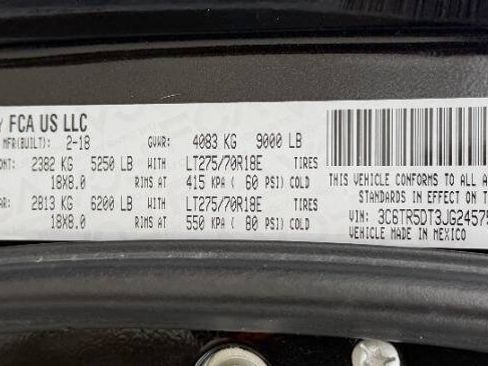 Y FCA US LLC
MFR(BUILT): 2-18 GVWR: 4083 KG 9000 LB
ONT: 2382 KG 5250 LB WITH LT275/70R18E TIRES
18X8.0 RIMS AT 415 KPA ( 60 PSI) COLD
AR: 2813 KG 6200 LB WITH LT275/70R18E TIRES
18X8.0 RIMS AT 550 KPA ( 80 PSI) COLD
THIS VEHICLE CONFORMS TO ALL A
STANDARDS IN EFFECT ON T
VIN: 3C6TR5DT3JG24575
VEHICLE MADE IN MEXICO